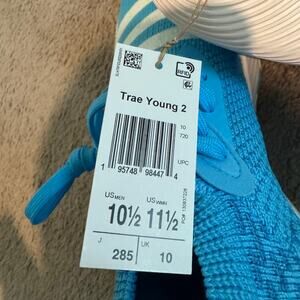 RFID
Trae Young 2
10
720
UPC
1 95748 98447 4
US MEN US WMN
10½ 11½
J UK
285 10